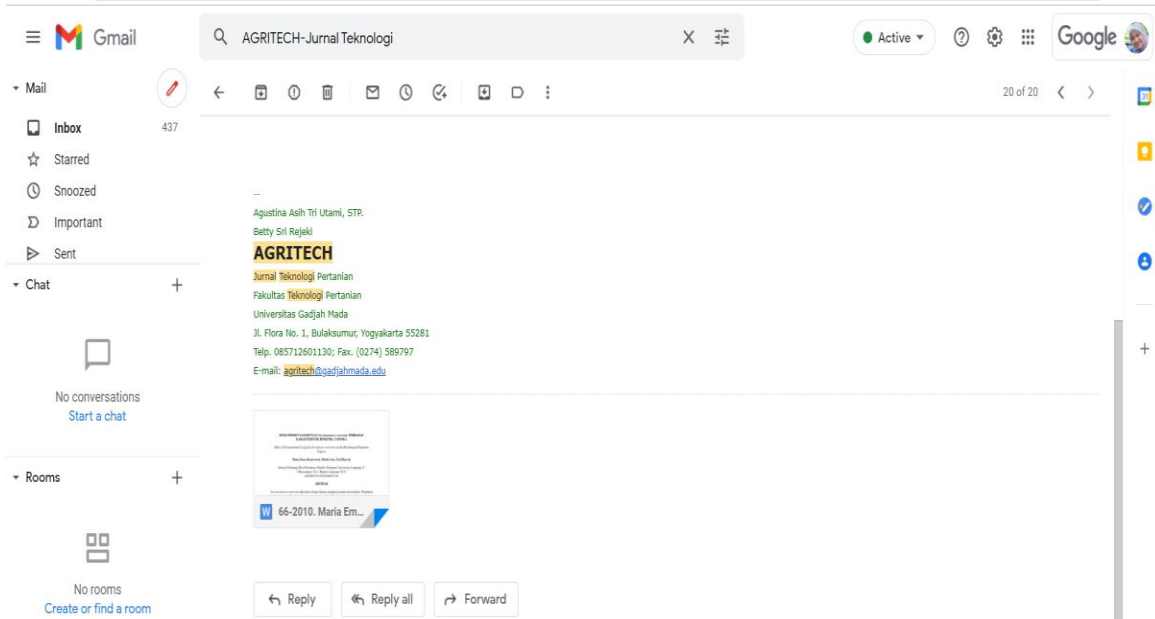 Gmail
AGRITECH-Jurnal Teknologi
Active
Google
Mail
20 of 20
Inbox 437
Starred
Snoozed
Important
Sent
Chat
No conversations
Start a chat
Rooms
No rooms
Create or find a room
--
Agustina Asih Tri Utami, STP.
Betty Sri Rejeki
AGRITECH
Jurnal Teknologi Pertanian
Fakultas Teknologi Pertanian
Universitas Gadjah Mada
Jl. Flora No. 1, Bulaksumur, Yogyakarta 55281
Telp. 085712601130; Fax. (0274) 589797
E-mail: agritech@gadjahmada.edu
W 66-2010. Maria Em...
Reply Reply all Forward
31